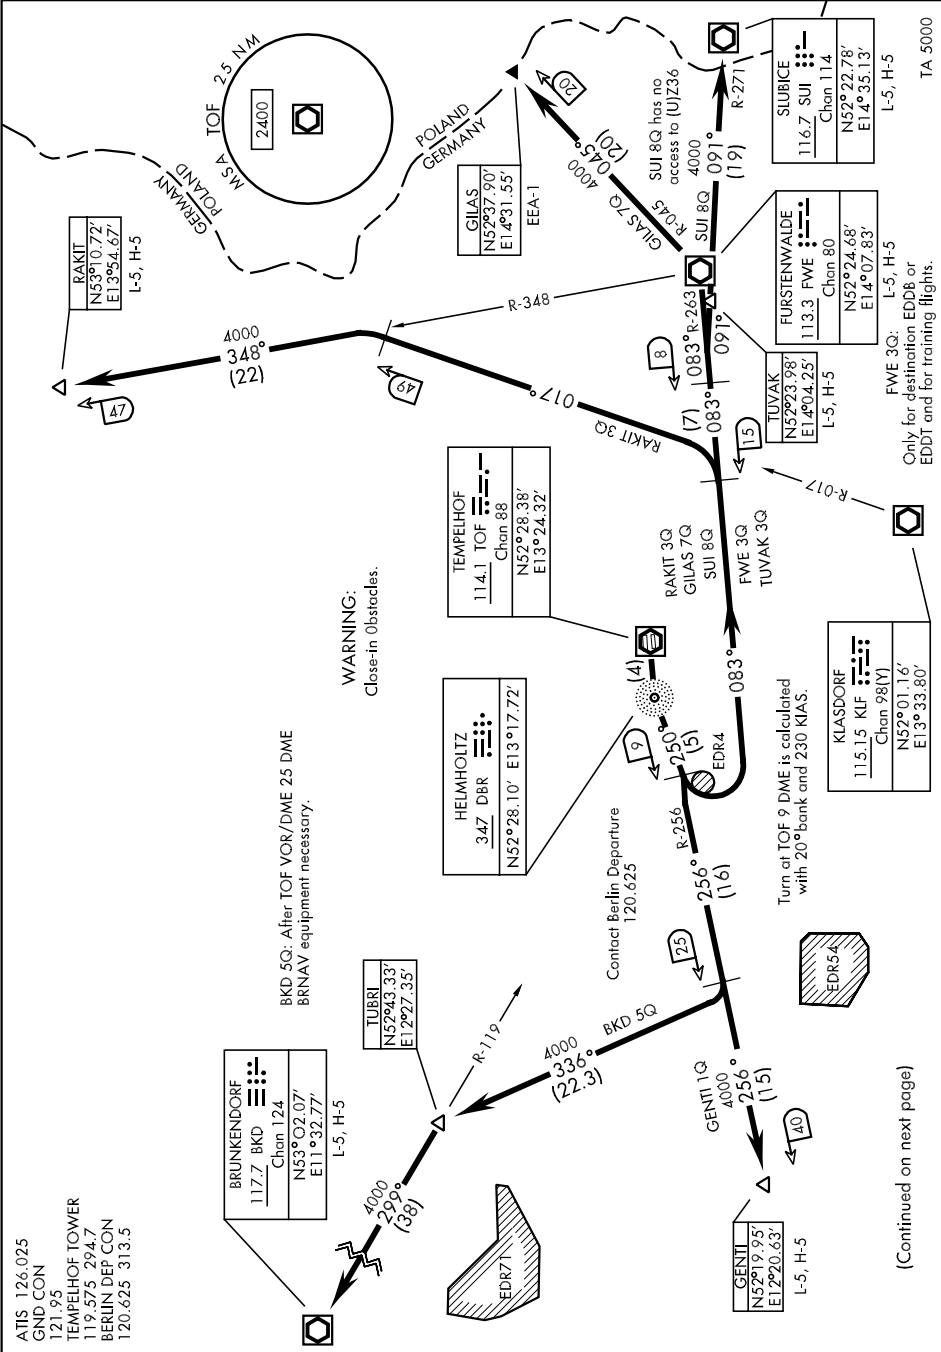 ATIS 126.025
GND CON
121.95
TEMPELHOF TOWER
119.575 294.7
BERLIN DEP CON
120.625 313.5
BRUNKENDORF
117.7 BKD
Chan 124
N53°02.07'
E11°32.77'
L-5, H-5
4000
299°
(38)
EDR71
TUBRI
N52°43.33'
E12°27.35'
R-119
4000
336°
(22.3)
BKD 5Q
GENTI 1Q
4000
256°
(15)
40
GENTI
N52°19.95'
E12°20.63'
L-5, H-5
(Continued on next page)
BKD 5Q: After TOF VOR/DME 25 DME
BRNAV equipment necessary.
WARNING:
Close-in Obstacles.
HELMHOLTZ
347 DBR
N52°28.10' E13°17.72'
Contact Berlin Departure
120.625
25
256°
(16)
R-256
EDR54
Turn at TOF 9 DME is calculated
with 20°bank and 230 KIAS.
9
250°
(5)
EDR4
(4)
083°
TEMPELHOF
114.1 TOF
Chan 88
N52°28.38'
E13°24.32'
RAKIT 3Q
GILAS 7Q
SUI 8Q
FWE 3Q
TUVAK 3Q
KLASDORF
115.15 KLF
Chan 98(Y)
N52°01.16'
E13°33.80'
R-017
15
RAKIT 3Q
017°
49
4000
348°
(22)
47
RAKIT
N53°10.72'
E13°54.67'
L-5, H-5
R-348
(7)
083°
8
083°
R-263
091°
TUVAK
N52°23.98'
E14°04.25'
L-5, H-5
FURSTENWALDE
113.3 FWE
Chan 80
N52°24.68'
E14°07.83'
L-5, H-5
FWE 3Q:
Only for destination EDDB or
EDDT and for training flights.
GILAS 7Q
R-045
4000
045°
(20)
20
GILAS
N52°37.90'
E14°31.55'
EEA-1
SUI 8Q
4000
091°
(19)
R-271
SUI 8Q has no
access to (U)Z36
SLUBICE
116.7 SUI
Chan 114
N52°22.78'
E14°35.13'
L-5, H-5
TA 5000
GERMANY
POLAND
POLAND
GERMANY
MSA TOF 25 NM
2400